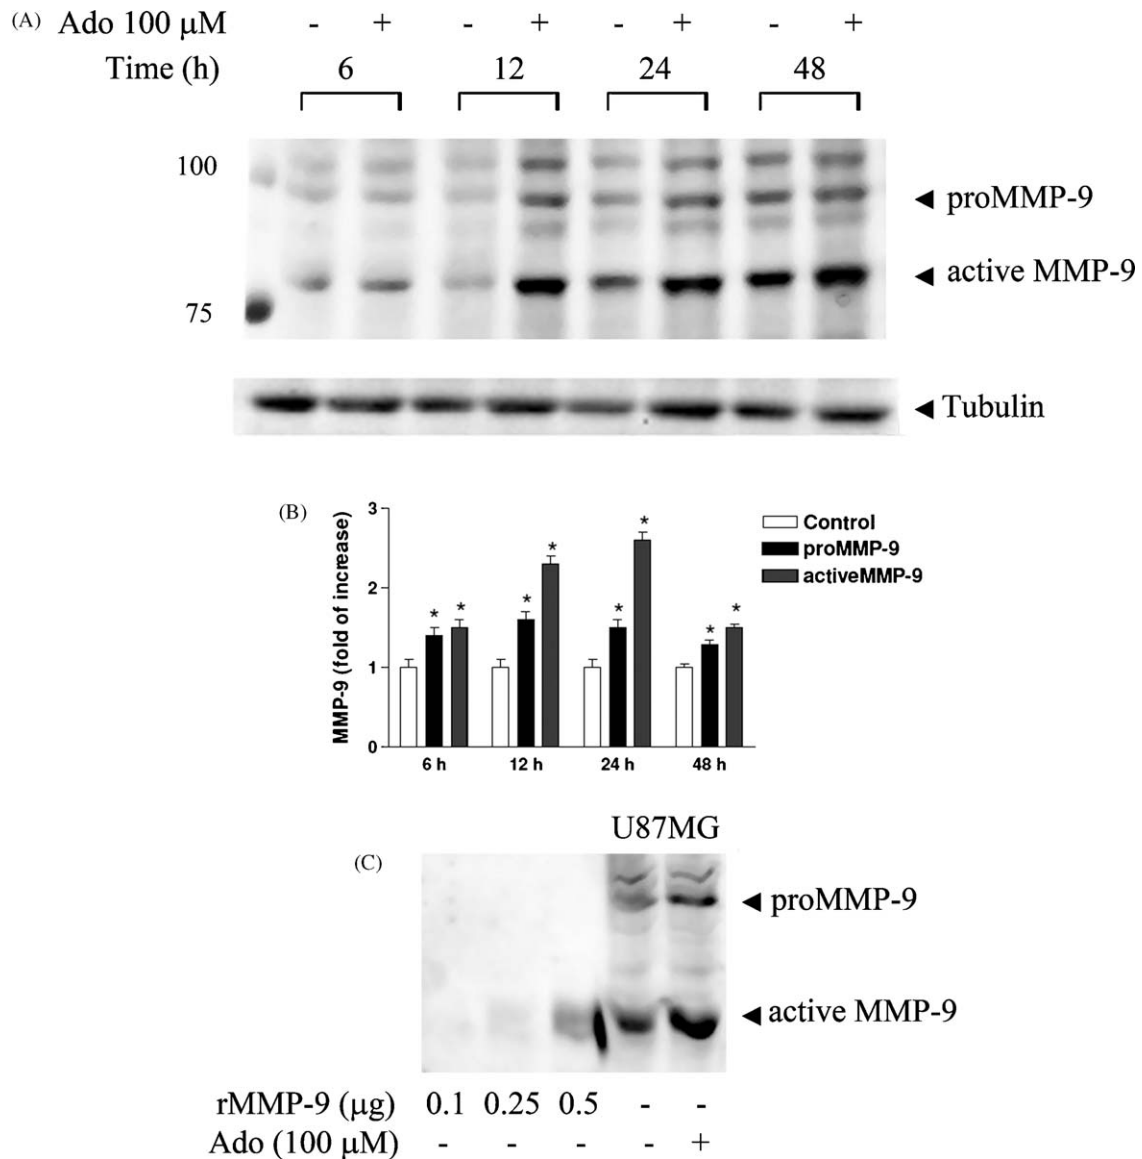 (A) Ado 100 μM - + - + - + - +
Time (h) 6 12 24 48
100
proMMP-9
active MMP-9
75
Tubulin
(B)
MMP-9 (fold of increase)
3
2
1
0
* * * * * * * *
6 h 12 h 24 h 48 h
Control
proMMP-9
activeMMP-9
U87MG
(C)
proMMP-9
active MMP-9
rMMP-9 (μg) 0.1 0.25 0.5 - -
Ado (100 μM) - - - - +